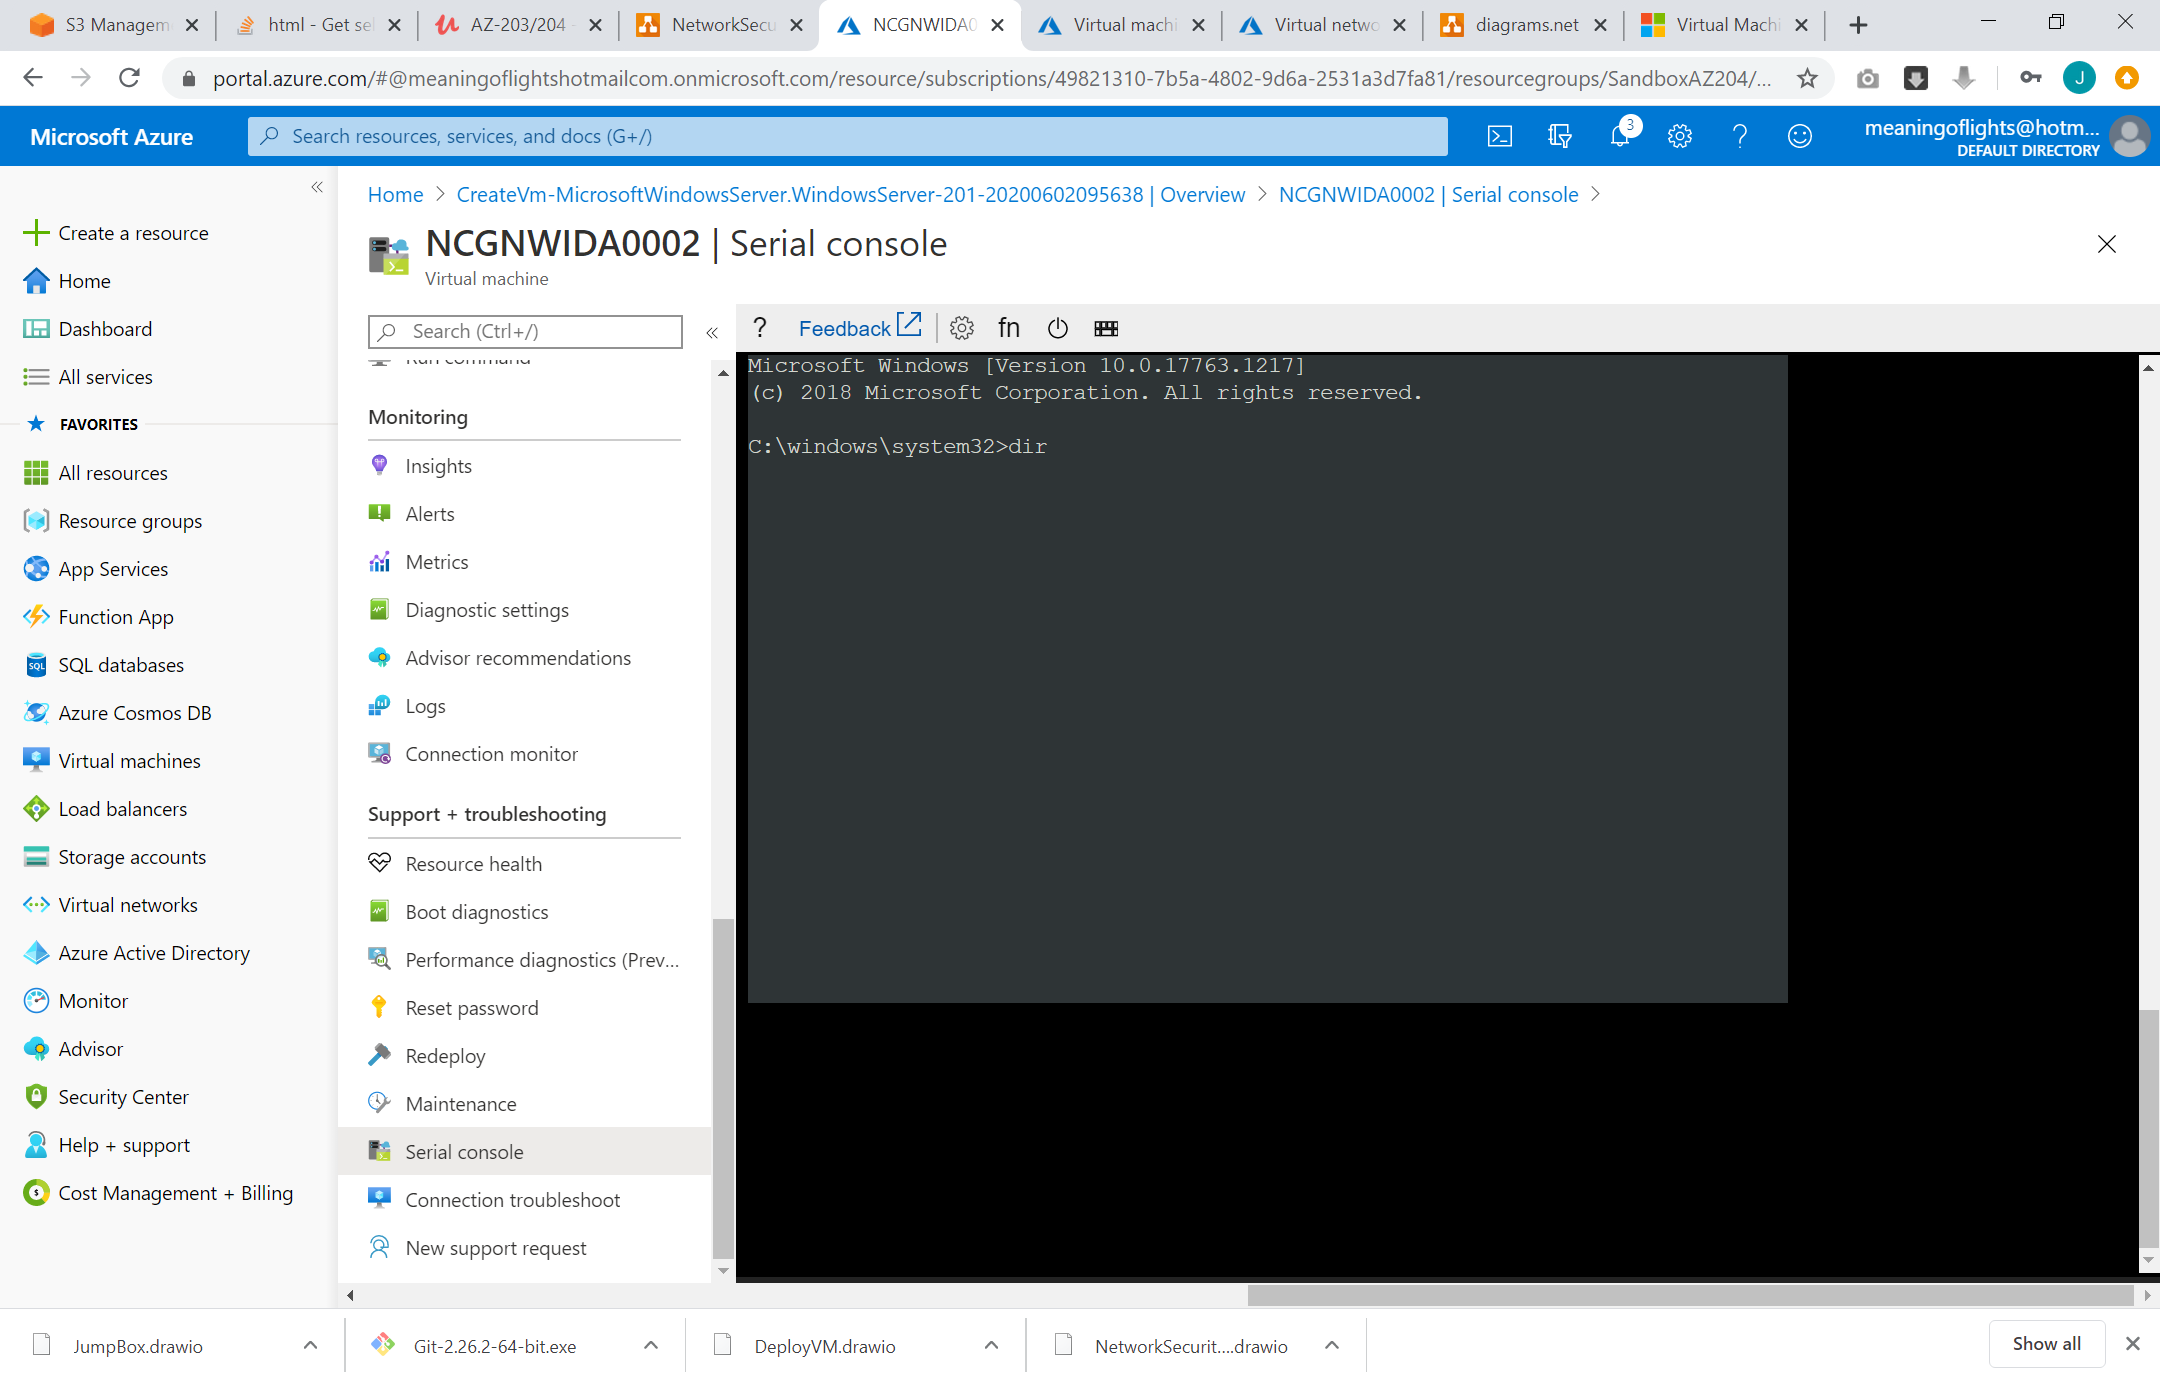 S3 Managem
html - Get sel
AZ-203/204 -
NetworkSecu
NCGNWIDA0
Virtual machi
Virtual netwo
diagrams.net
Virtual Machi
portal.azure.com/#@meaningoflightshotmailcom.onmicrosoft.com/resource/subscriptions/49821310-7b5a-4802-9d6a-2531a3d7fa81/resourcegroups/SandboxAZ204/...
J
Microsoft Azure
Search resources, services, and docs (G+/)
3
meaningoflights@hotm...
DEFAULT DIRECTORY
Create a resource
Home
Dashboard
All services
FAVORITES
All resources
Resource groups
App Services
Function App
SQL databases
Azure Cosmos DB
Virtual machines
Load balancers
Storage accounts
Virtual networks
Azure Active Directory
Monitor
Advisor
Security Center
Help + support
Cost Management + Billing
Home > CreateVm-MicrosoftWindowsServer.WindowsServer-201-20200602095638 | Overview > NCGNWIDA0002 | Serial console >
NCGNWIDA0002 | Serial console
Virtual machine
Search (Ctrl+/)
Run command
Monitoring
Insights
Alerts
Metrics
Diagnostic settings
Advisor recommendations
Logs
Connection monitor
Support + troubleshooting
Resource health
Boot diagnostics
Performance diagnostics (Prev...
Reset password
Redeploy
Maintenance
Serial console
Connection troubleshoot
New support request
? Feedback fn
Microsoft Windows [Version 10.0.17763.1217]
(c) 2018 Microsoft Corporation. All rights reserved.
C:\windows\system32>dir
JumpBox.drawio
Git-2.26.2-64-bit.exe
DeployVM.drawio
NetworkSecurit....drawio
Show all